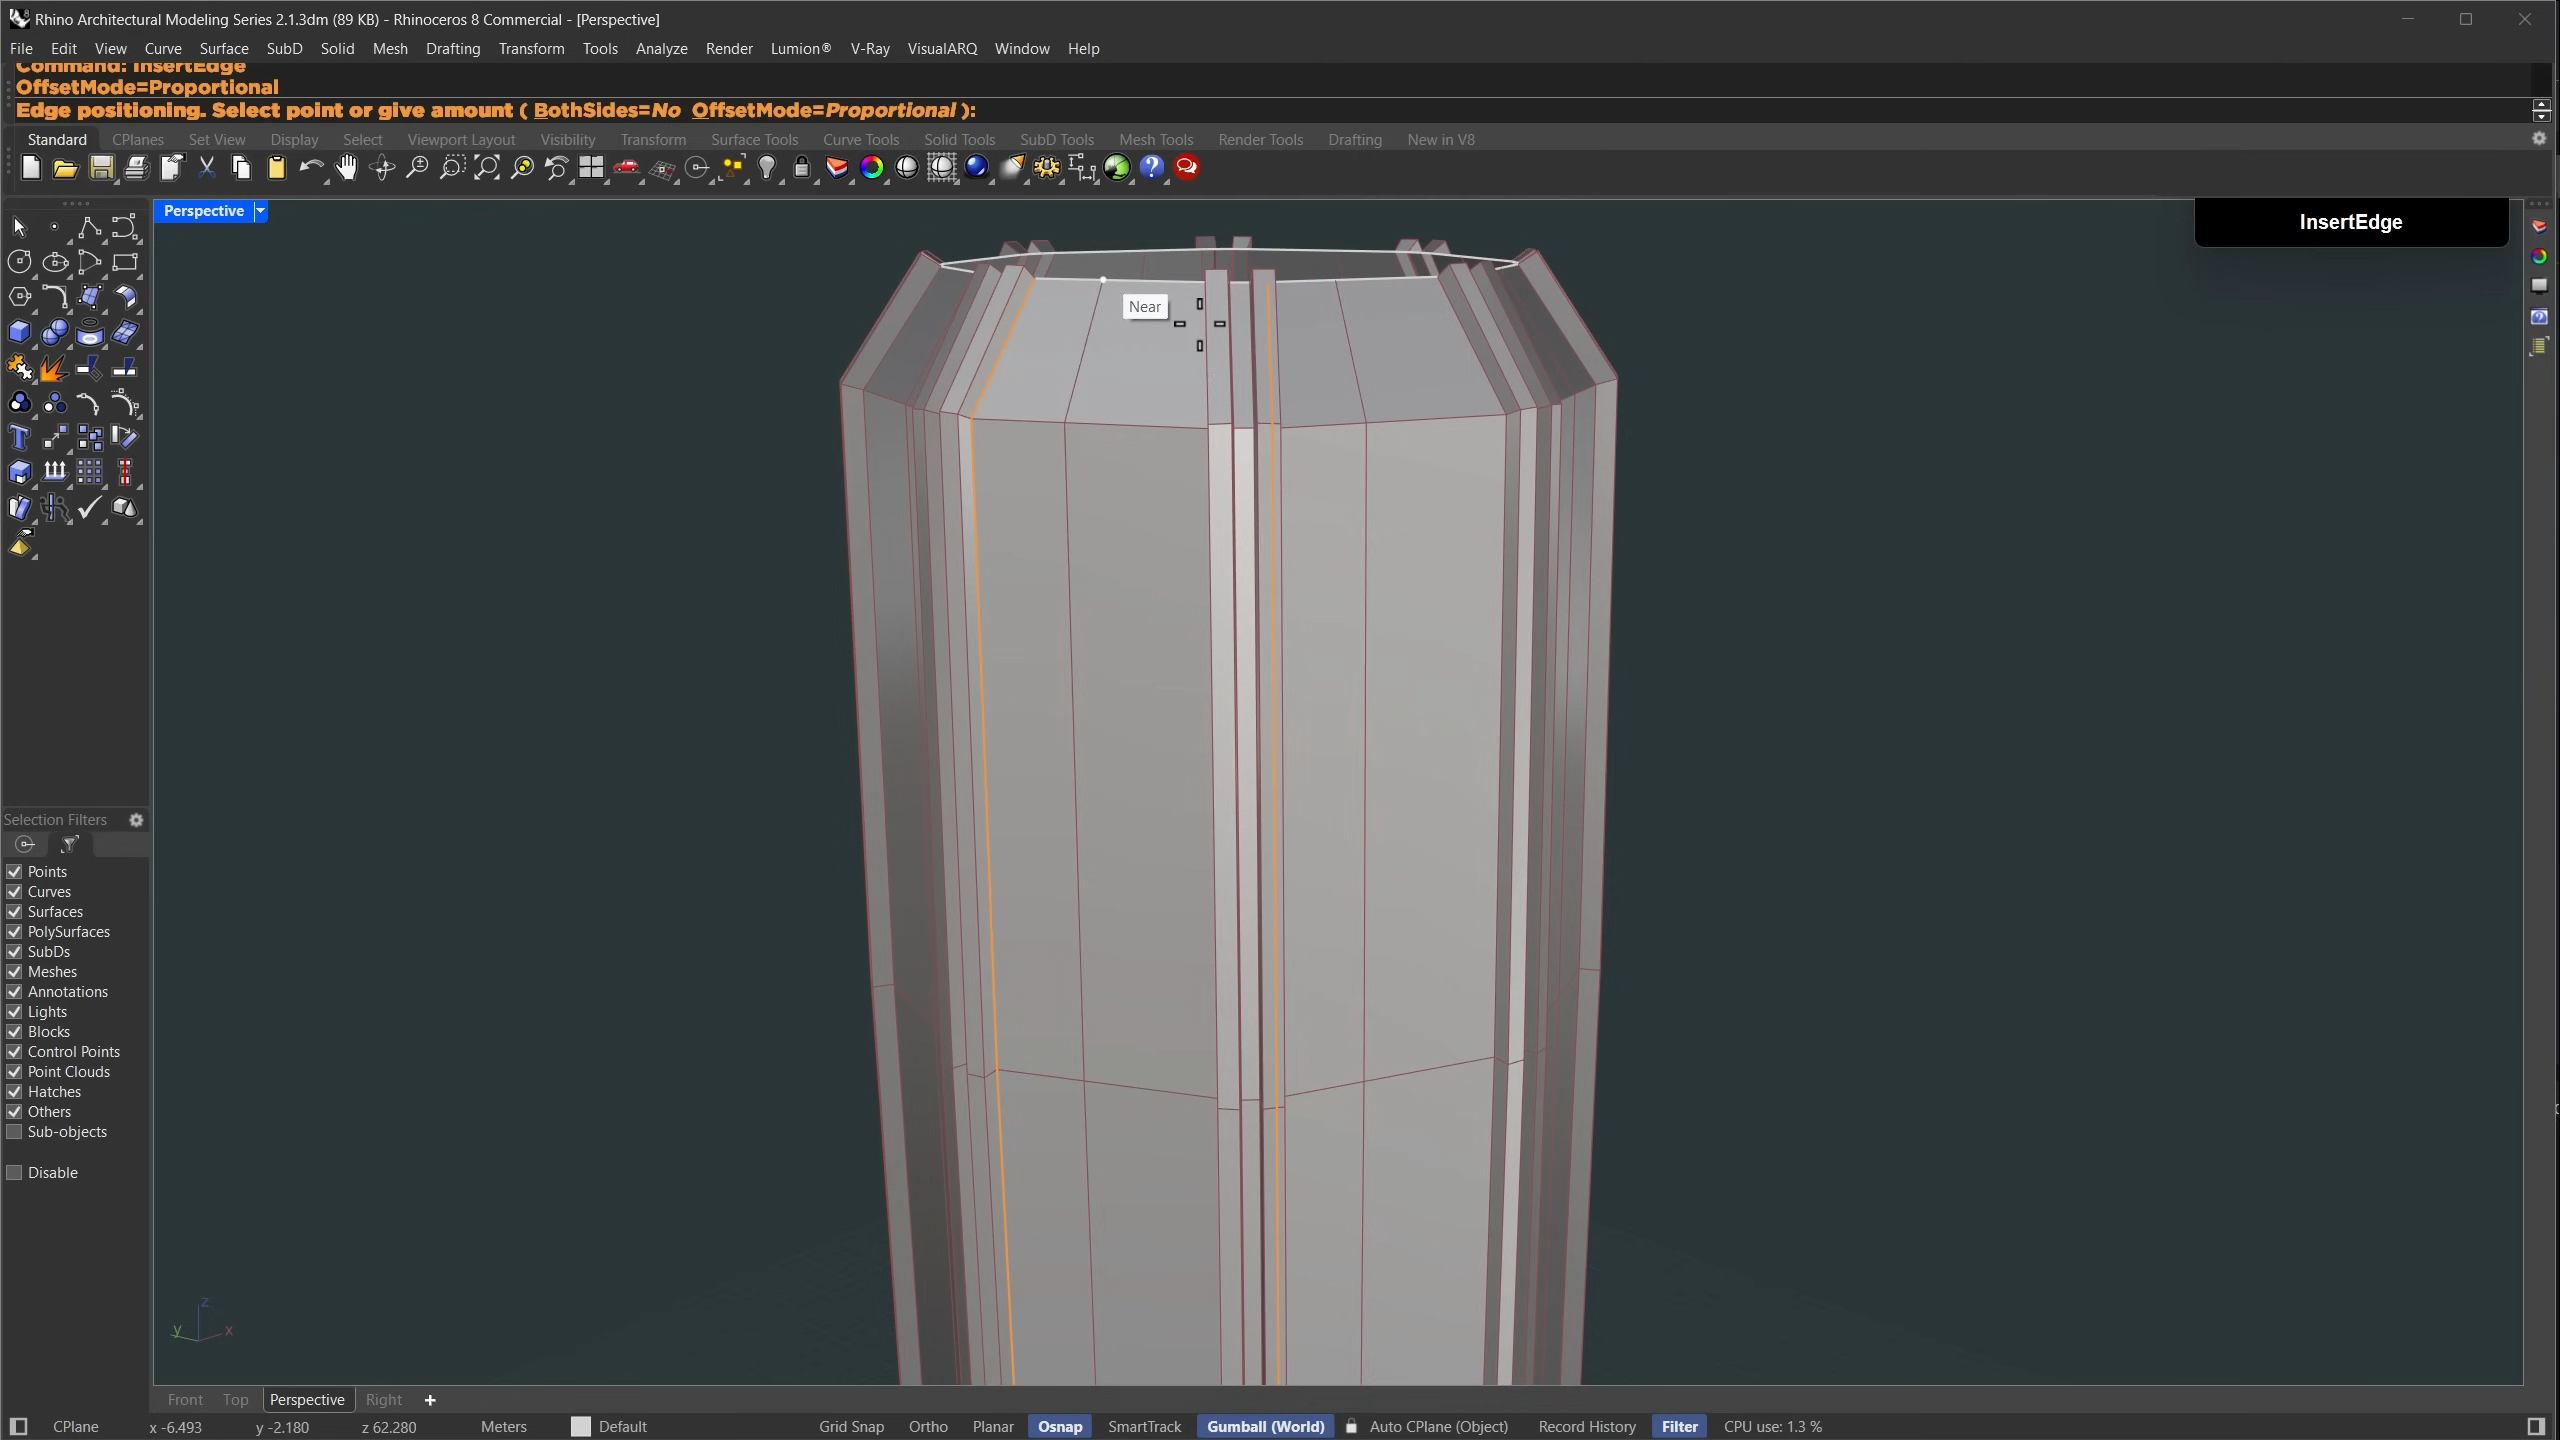 Rhino Architectural Modeling Series 2.1.3dm (89 KB) - Rhinoceros 8 Commercial - [Perspective]
File Edit View Curve Surface SubD Solid Mesh Drafting Transform Tools Analyze Render Lumion® V-Ray VisualARQ Window Help
Command: InsertEdge
OffsetMode=Proportional
Edge positioning. Select point or give amount ( BothSides=No OffsetMode=Proportional ):
Standard CPlanes Set View Display Select Viewport Layout Visibility Transform Surface Tools Curve Tools Solid Tools SubD Tools Mesh Tools Render Tools Drafting New in V8
Perspective
InsertEdge
Near
Selection Filters
Points
Curves
Surfaces
PolySurfaces
SubDs
Meshes
Annotations
Lights
Blocks
Control Points
Point Clouds
Hatches
Others
Sub-objects
Disable
z
y x
Front Top Perspective Right
CPlane x -6.493 y -2.180 z 62.280 Meters Default Grid Snap Ortho Planar Osnap SmartTrack Gumball (World) Auto CPlane (Object) Record History Filter CPU use: 1.3 %